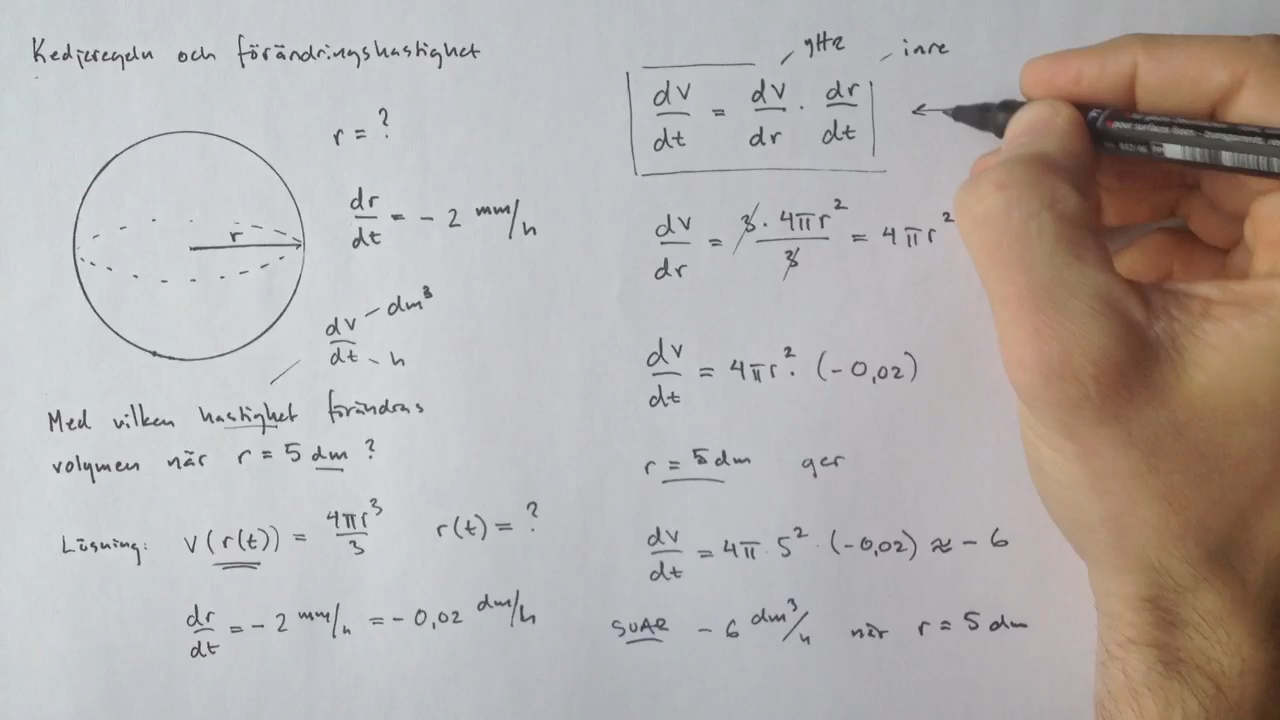 Kedjeregeln och förändringshastighet
r = ?
r
dr/dt = - 2 mm/h
dV/dt - dm³
- h
Med vilken hastighet förändras
volymen när r = 5 dm ?
Lösning: V(r(t)) = 4πr³/3   r(t) = ?
dr/dt = - 2 mm/h = - 0,02 dm/h
yttre inre
dV/dt = dV/dr · dr/dt
dV/dr = 3 · 4πr²/3 = 4πr²
dV/dt = 4πr² · (-0,02)
r = 5 dm ger
dV/dt = 4π · 5² · (-0,02) ≈ - 6
SVAR - 6 dm³/h när r = 5 dm